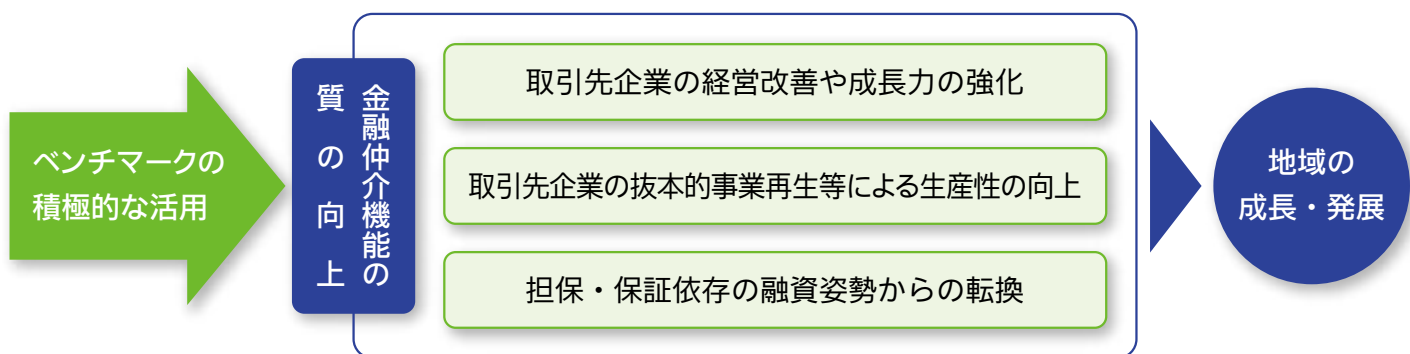 ベンチマークの
積極的な活用
金融仲介機能の
質の向上
取引先企業の経営改善や成長力の強化
取引先企業の抜本的事業再生等による生産性の向上
担保・保証依存の融資姿勢からの転換
地域の
成長・発展